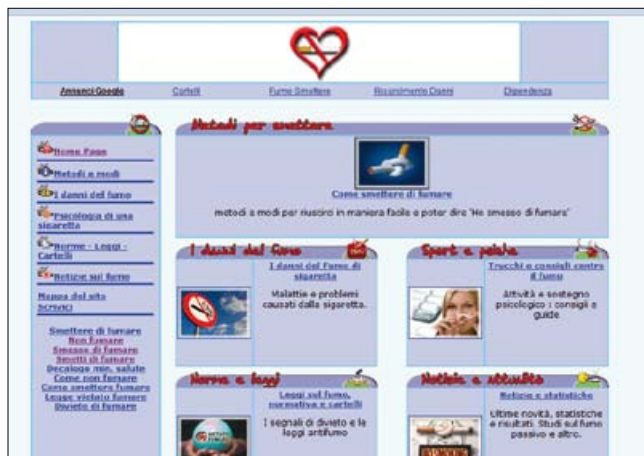 Annunci Google
Cartelli
Fumo Smettere
Risarcimento Danni
Dipendenza
Home Page
Metodi e modi
I danni del fumo
Psicologia di una
sigaretta
Norme - Leggi -
Cartelli
Notizie sul fumo
Mappa del sito
Scrivici
Smettere di fumare
Non fumare
Smesso di fumare
Smetti di fumare
Decalogo min. salute
Come non fumare
Come smettere fumare
Legge vietato fumare
Divieto di fumare
Metodi per smettere
Come smettere di fumare
metodi e modi per riuscirci in maniera facile e poter dire 'Ho smesso di fumare'
I danni del fumo
I danni del Fumo di
sigaretta
Malattie e problemi
causati dalla sigaretta.
Sport e psiche
Trucchi e consigli contro
il fumo
Attività e sostegno
psicologico : consigli e
guide
Norme e leggi
Leggi sul fumo,
normativa e cartelli
I segnali di divieto e le
leggi antifumo
Notizie e attualità
Notizie e statistiche
Ultime novità, statistiche
e risultati. Studi sul fumo
passivo e altro.